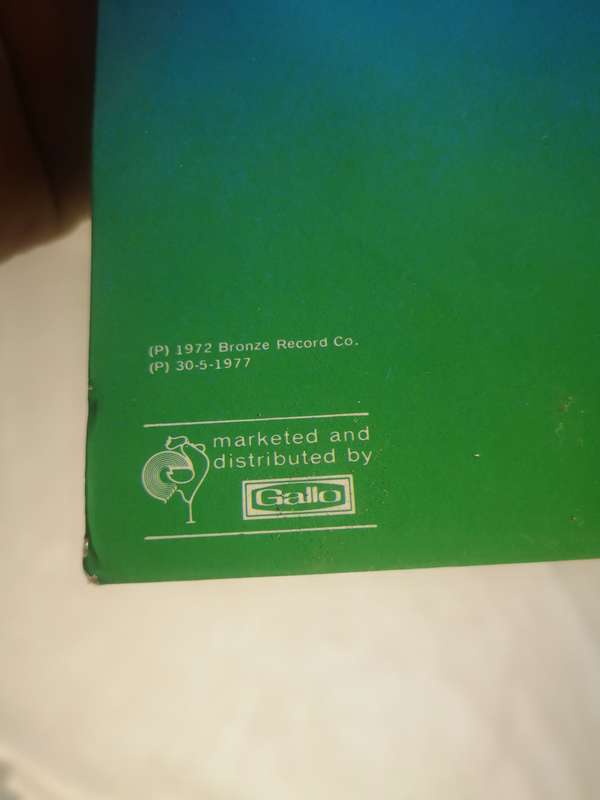 (P) 1972 Bronze Record Co.
(P) 30-5-1977
marketed and
distributed by
Gallo